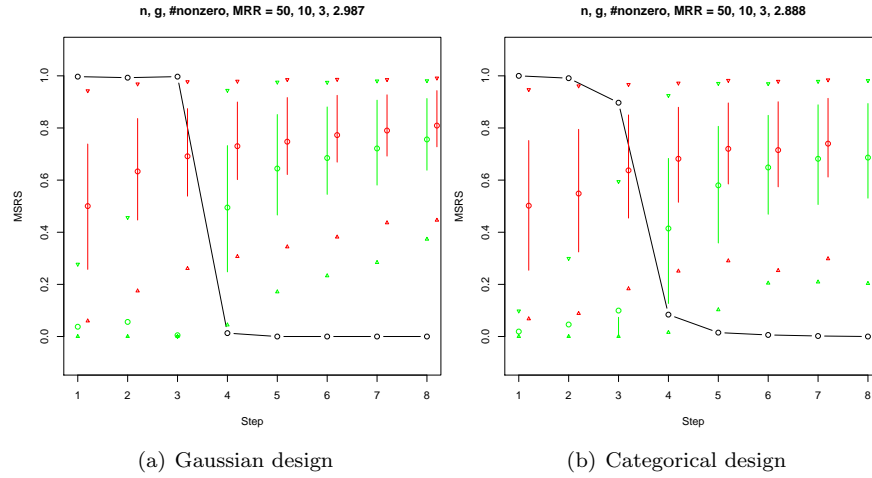 n, g, #nonzero, MRR = 50, 10, 3, 2.987
MSRS
1.0
0.8
0.6
0.4
0.2
0.0
1 2 3 4 5 6 7 8
Step
(a) Gaussian design
n, g, #nonzero, MRR = 50, 10, 3, 2.888
MSRS
1.0
0.8
0.6
0.4
0.2
0.0
1 2 3 4 5 6 7 8
Step
(b) Categorical design